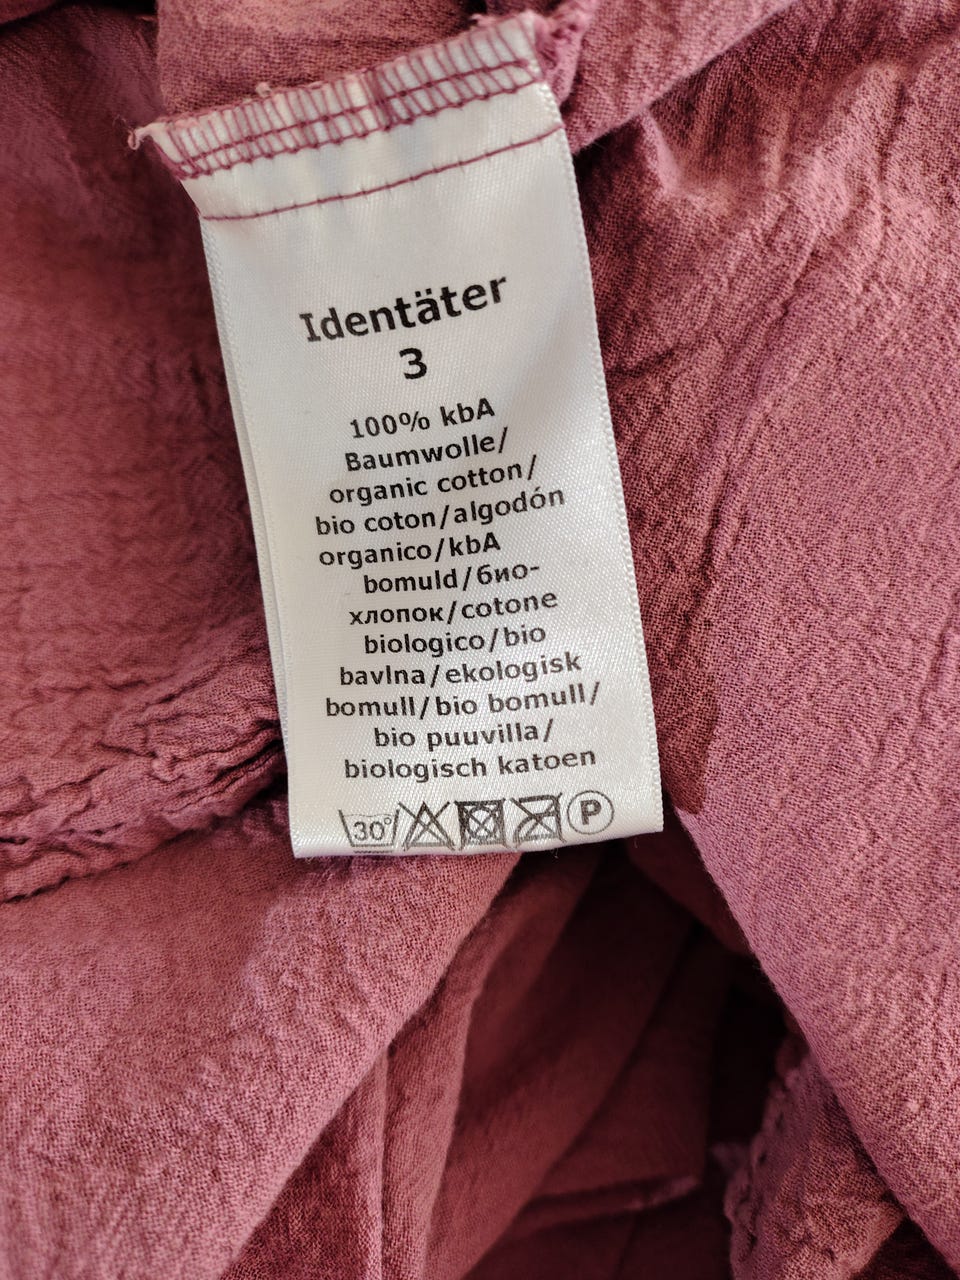 Identäter
3
100% kbA
Baumwolle/
organic cotton/
bio coton/algodón
organico/kbA
bomuld/био-
хлопок/cotone
biologico/bio
bavlna/ekologisk
bomull/bio bomull/
bio puuvilla/
biologisch katoen
30° P